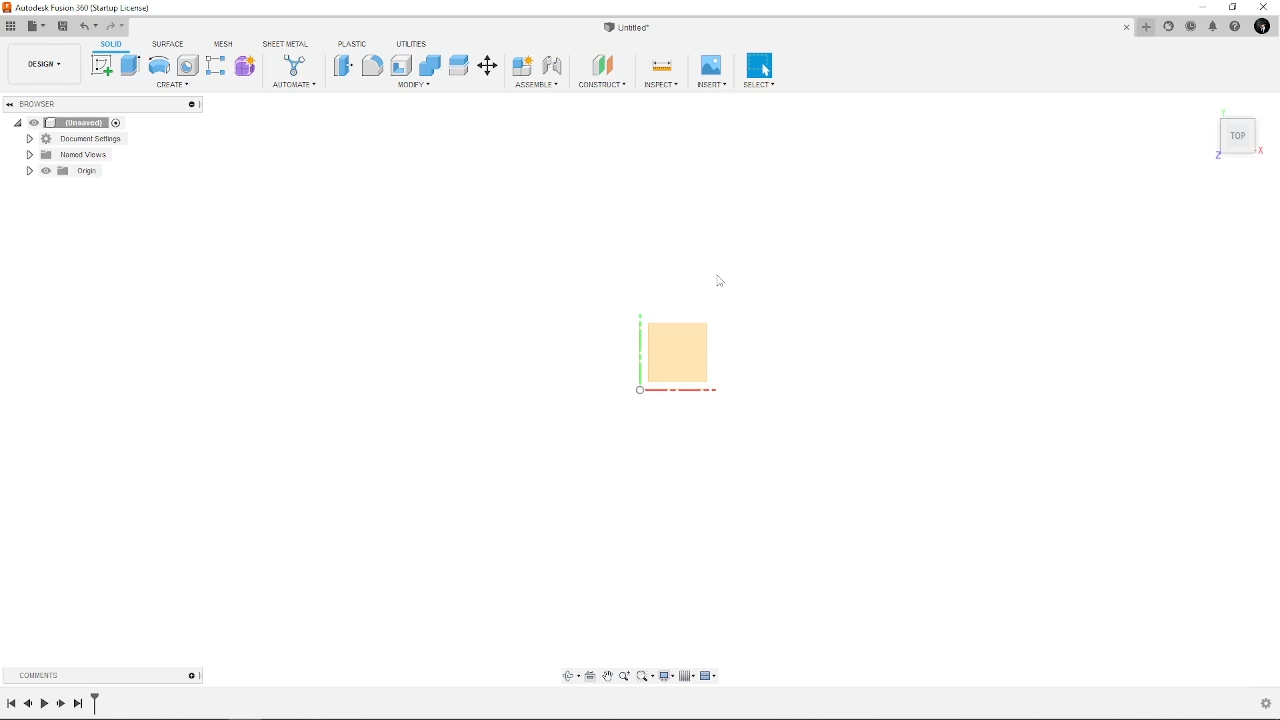 Autodesk Fusion 360 (Startup License)
Untitled*
SOLID SURFACE MESH SHEET METAL PLASTIC UTILITIES
DESIGN
CREATE AUTOMATE MODIFY ASSEMBLE CONSTRUCT INSPECT INSERT SELECT
BROWSER
(Unsaved)
Document Settings
Named Views
Origin
Y
TOP
Z
X
COMMENTS